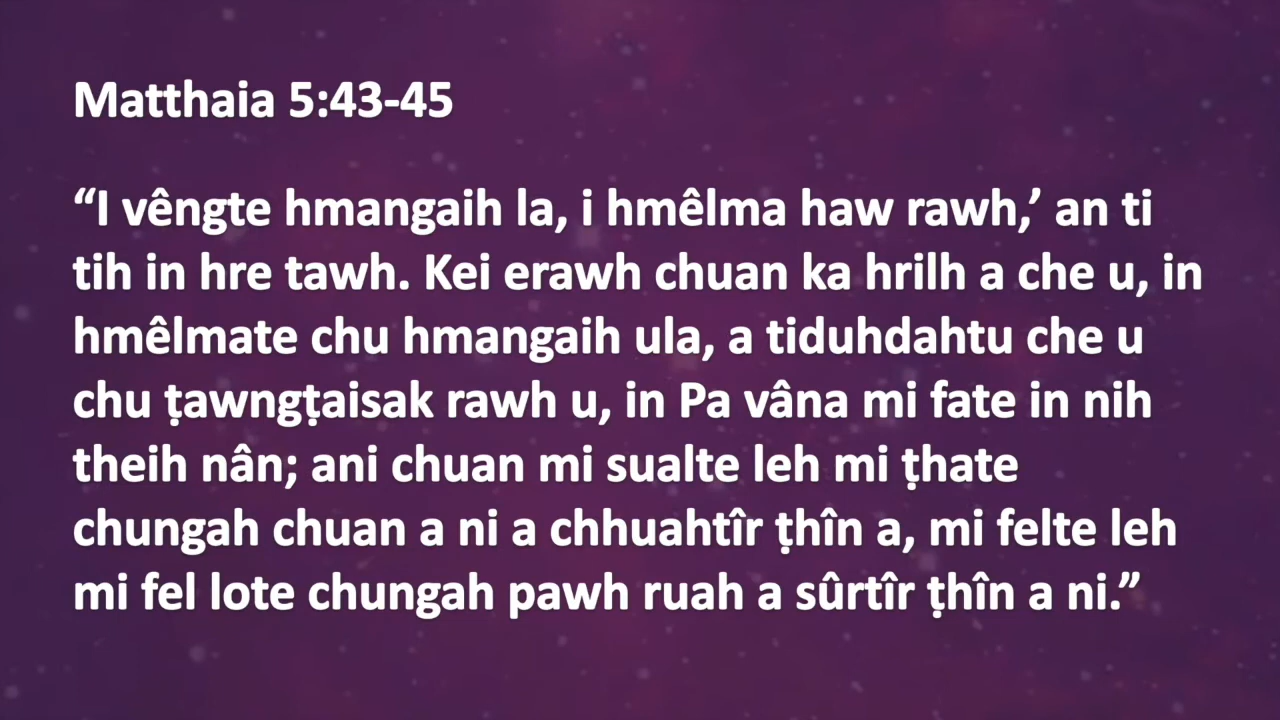 Matthaia 5:43-45
“I vêngte hmangaih la, i hmêlma haw rawh,’ an ti
tih in hre tawh. Kei erawh chuan ka hrilh a che u, in
hmêlmate chu hmangaih ula, a tiduhdahtu che u
chu ṭawngṭaisak rawh u, in Pa vâna mi fate in nih
theih nân; ani chuan mi sualte leh mi ṭhate
chungah chuan a ni a chhuahtîr ṭhîn a, mi felte leh
mi fel lote chungah pawh ruah a sûrtîr ṭhîn a ni.”